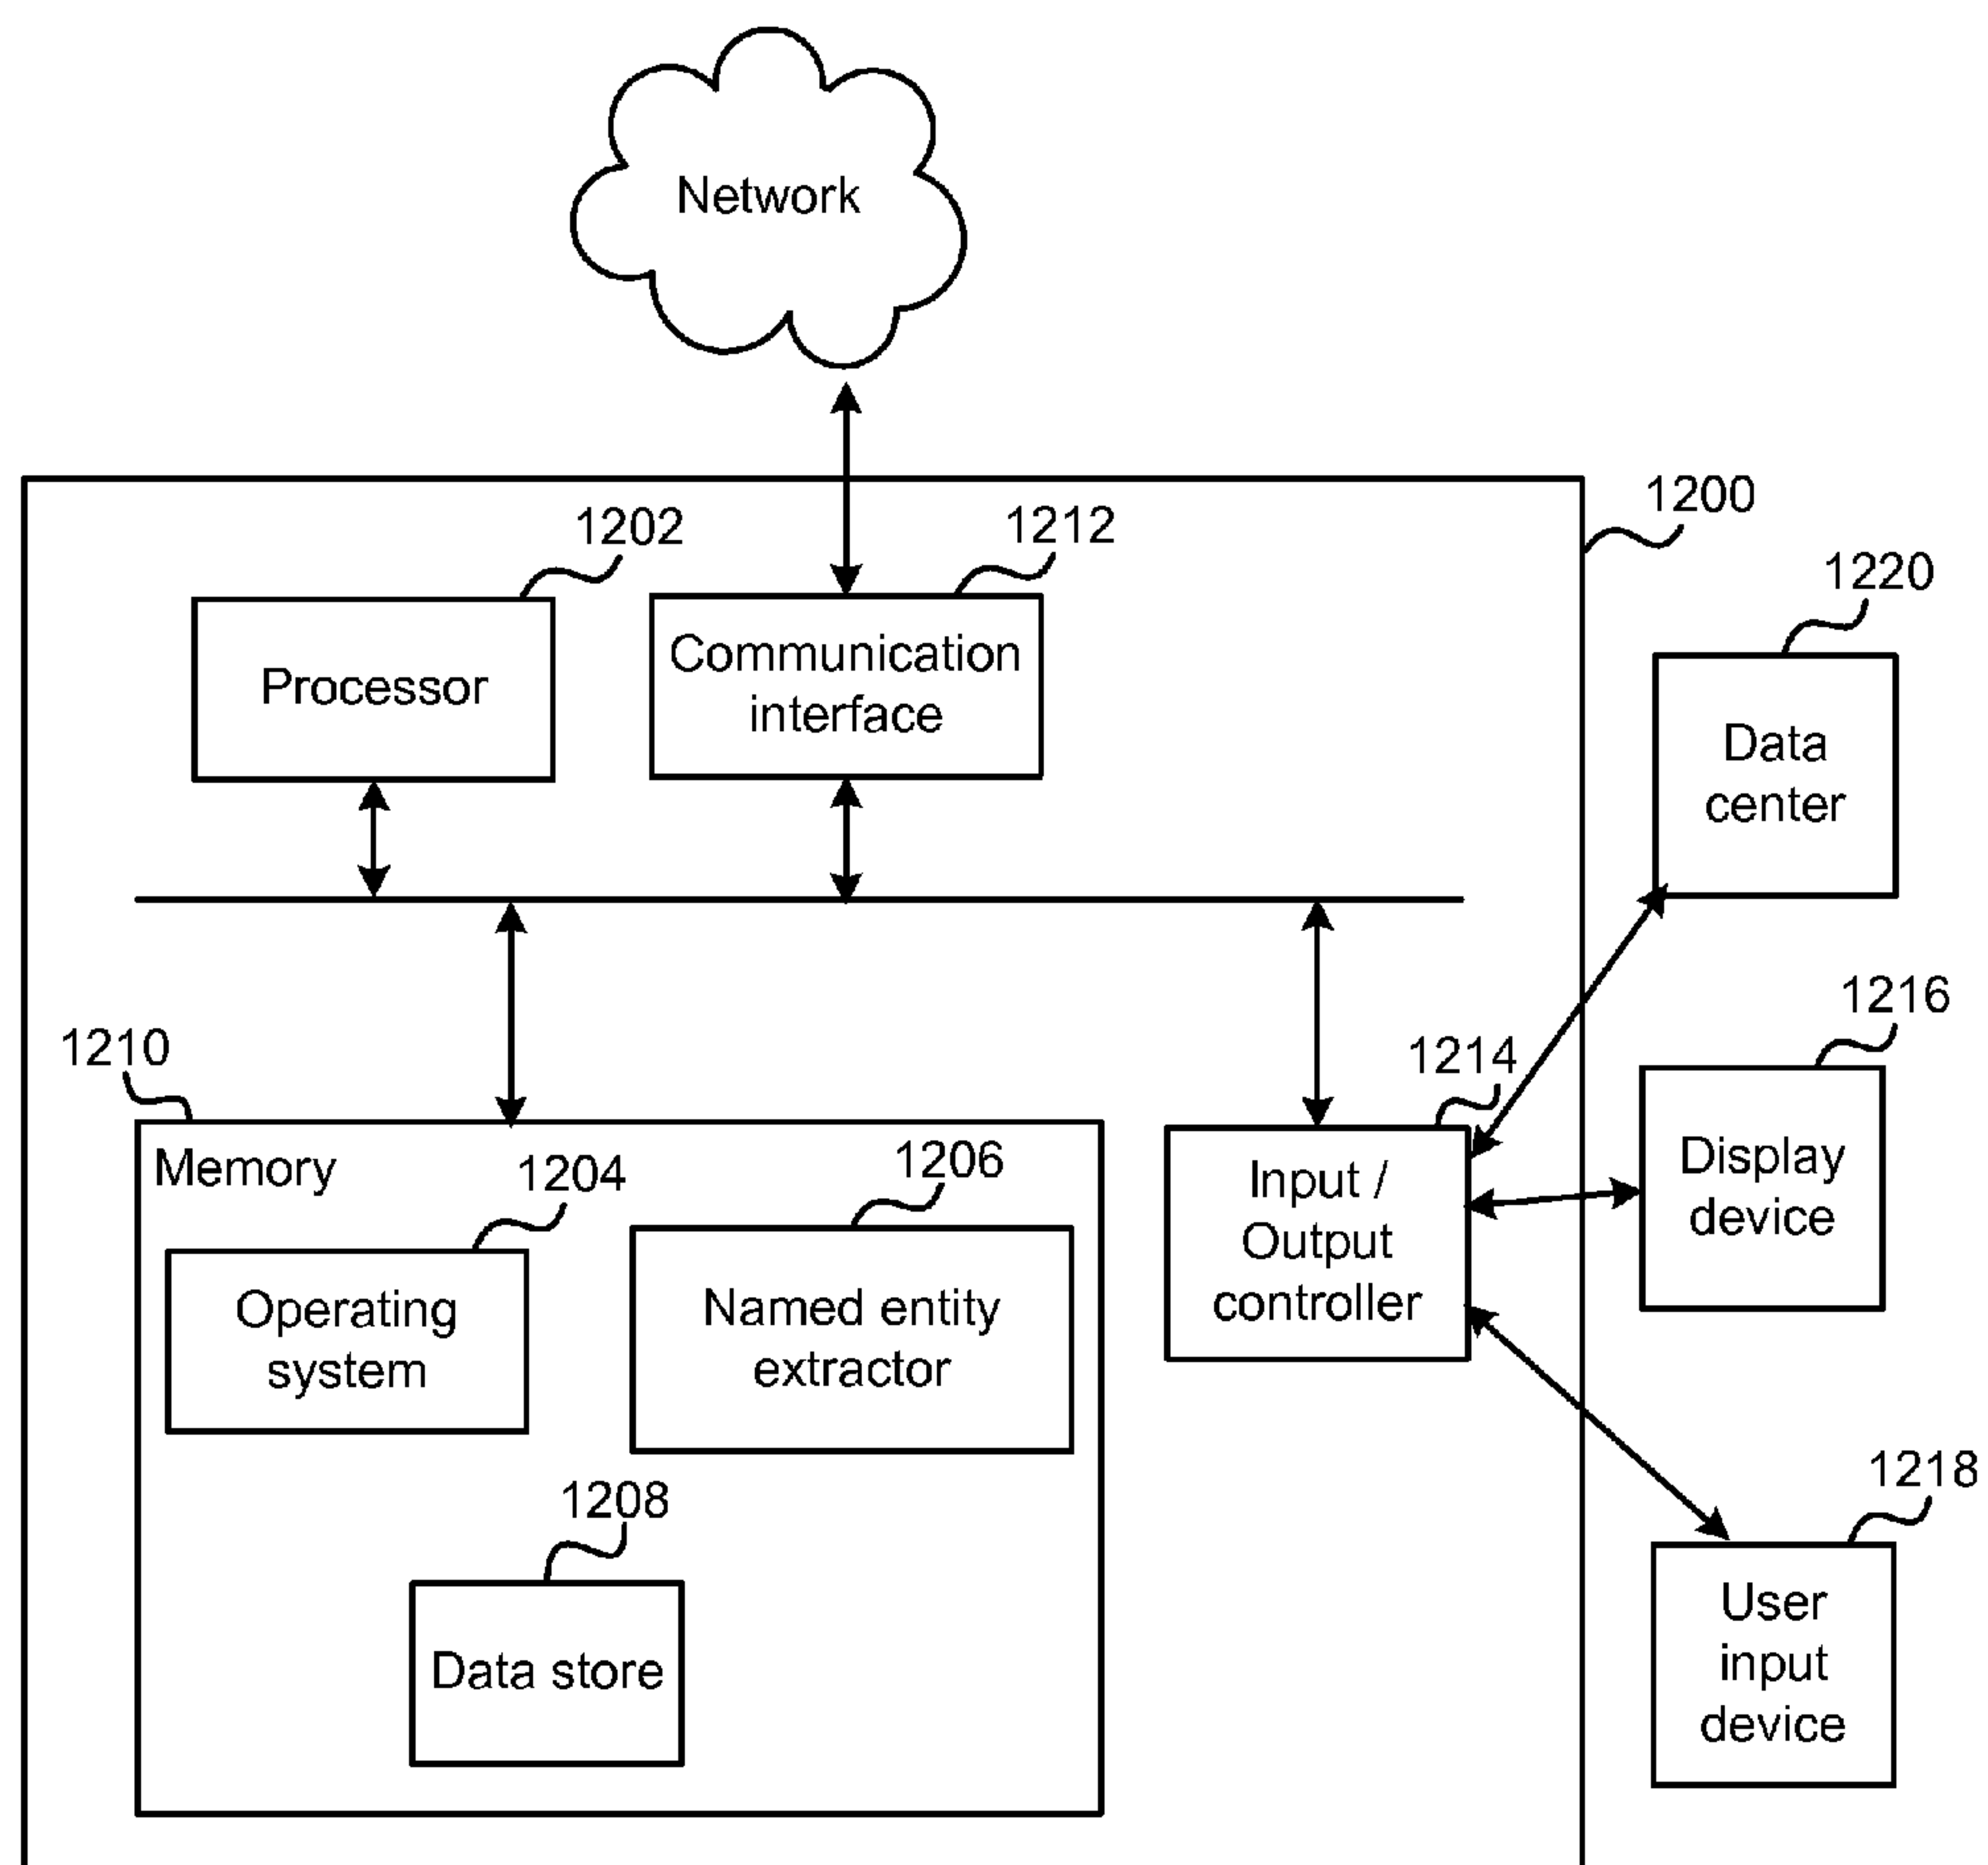 Network
1200
1202
1212
1220
Processor
Communication
interface
Data
center
1216
1210
1214
Memory
1204
1206
Input /
Output
controller
Display
device
Operating
system
Named entity
extractor
1218
1208
Data store
User
input
device